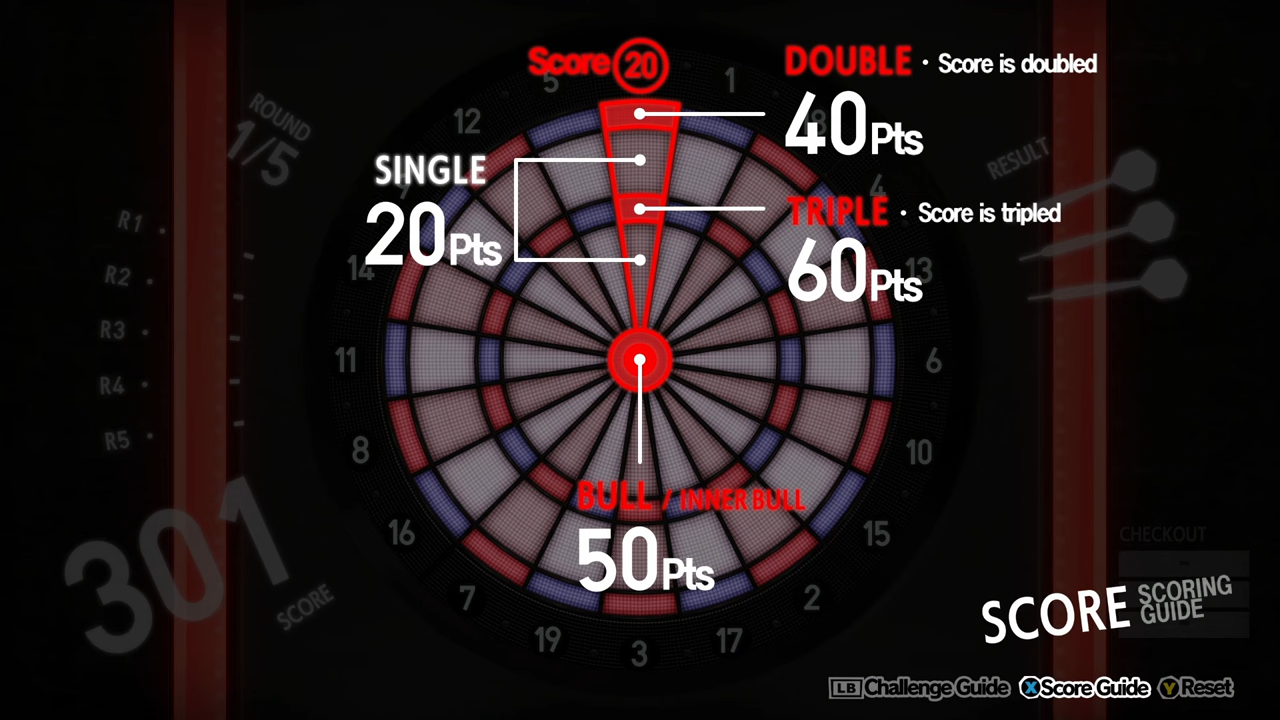 Score 20
DOUBLE · Score is doubled
40Pts
SINGLE
20Pts
TRIPLE · Score is tripled
60Pts
BULL / INNER BULL
50Pts
ROUND
1/5
R1
R2
R3
R4
R5
301
SCORE
RESULT
5
1
12
4
14
13
11
6
8
10
16
15
7
2
19
17
3
CHECKOUT
SCORE SCORING
GUIDE
LB Challenge Guide X Score Guide Y Reset